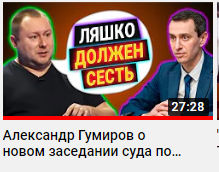 ЛЯШКО
ДОЛЖЕН
СЕСТЬ
27:28
Александр Гумиров о
новом заседании суда по...